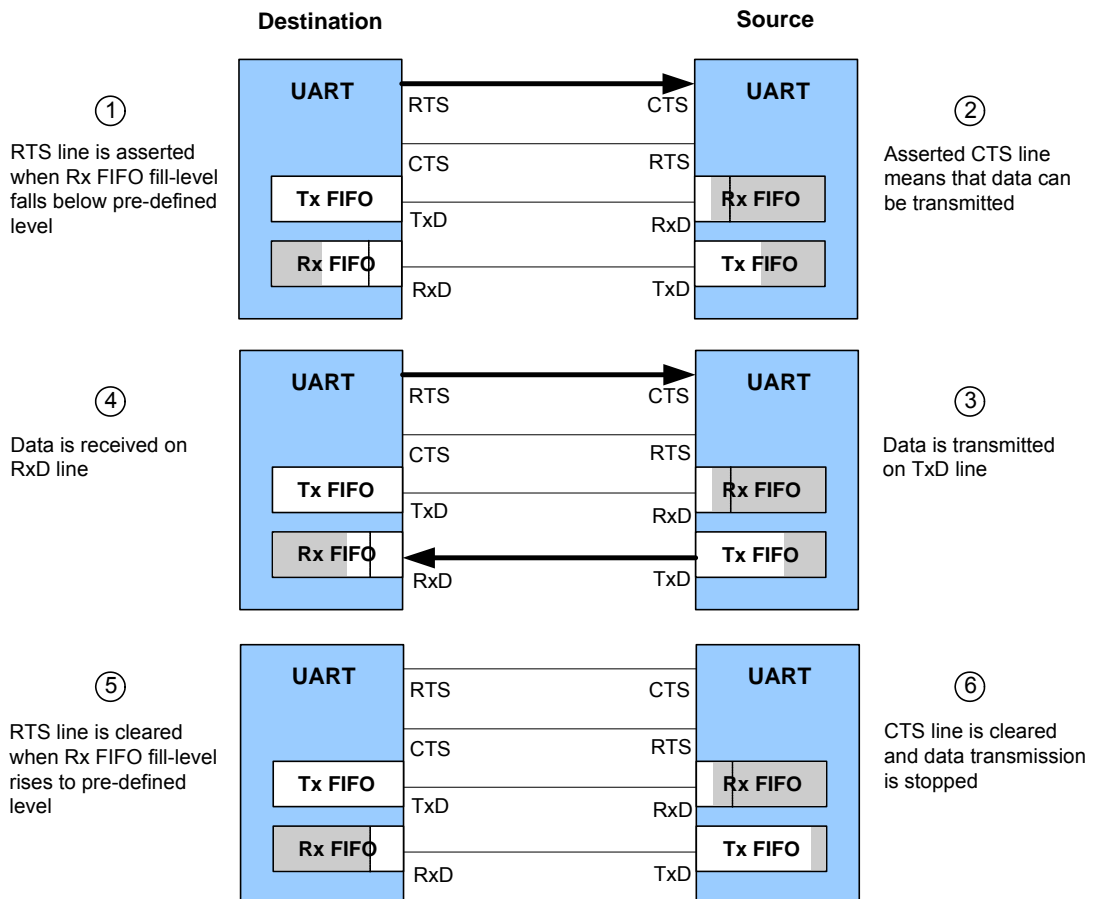 Destination
Source
UART
UART
①
RTS line is asserted
when Rx FIFO fill-level
falls below pre-defined
level
RTS
CTS
CTS
RTS
Tx FIFO
Rx FIFO
TxD
RxD
Rx FIFO
Tx FIFO
RxD
TxD
②
Asserted CTS line
means that data can
be transmitted
UART
UART
④
Data is received on
RxD line
RTS
CTS
CTS
RTS
Tx FIFO
Rx FIFO
TxD
RxD
Rx FIFO
Tx FIFO
RxD
TxD
③
Data is transmitted
on TxD line
UART
UART
⑤
RTS line is cleared
when Rx FIFO fill-level
rises to pre-defined
level
RTS
CTS
CTS
RTS
Tx FIFO
Rx FIFO
TxD
RxD
Rx FIFO
Tx FIFO
RxD
TxD
⑥
CTS line is cleared
and data transmission
is stopped